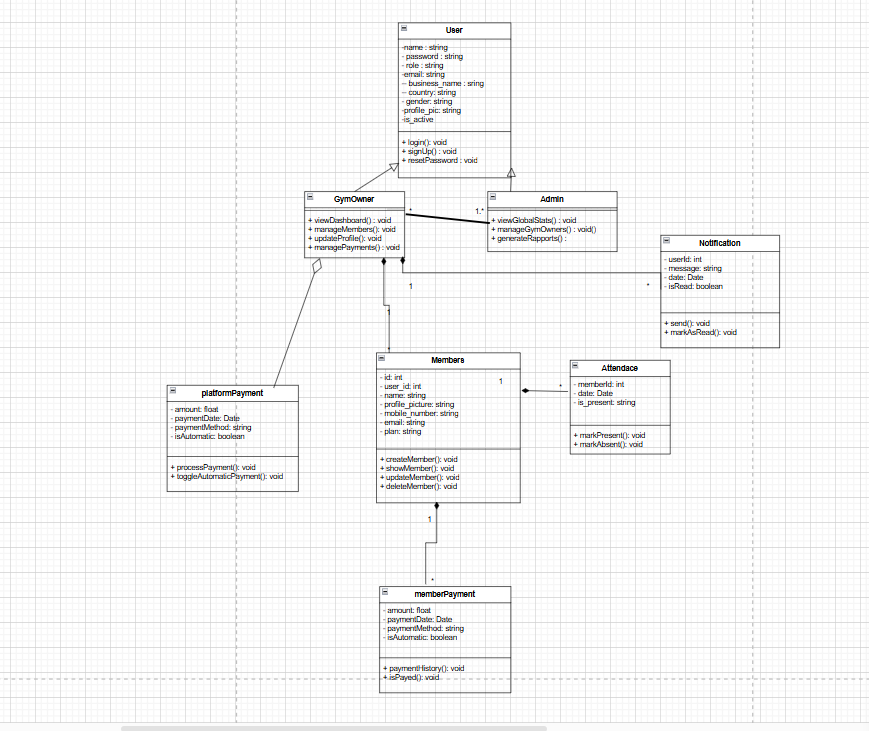 User
-name : string
- password : string
- role : string
-email: string
-- business_name : sring
-- country: string
- gender: string
-profile_pic: string
-is_active
+ login(): void
+ signUp() : void
+ resetPassword : void
GymOwner
+ viewDashboard() : void
+ manageMembers(): void
+ updateProfile(): void
+ managePayments() : void
*
1.*
Admin
+ viewGlobalStats() : void
+ manageGymOwners() : void()
+ generateRapports() :
Notification
- userId: int
- message: string
- date: Date
- isRead: boolean
+ send(): void
+ markAsRead(): void
1
*
1
Members
- id: int
- user_id: int
- name: string
- profile_picture: string
- mobile_number: string
- email: string
- plan: string
+ createMember(): void
+ showMember(): void
+ updateMember(): void
+ deleteMember(): void
1
*
Attendace
- memberId: int
- date: Date
- is_present: string
+ markPresent(): void
+ markAbsent(): void
platformPayment
- amount: float
- paymentDate: Date
- paymentMethod: string
- isAutomatic: boolean
+ processPayment(): void
+ toggleAutomaticPayment(): void
1
*
memberPayment
- amount: float
- paymentDate: Date
- paymentMethod: string
- isAutomatic: boolean
+ paymentHistory(): void
+ isPayed(): void